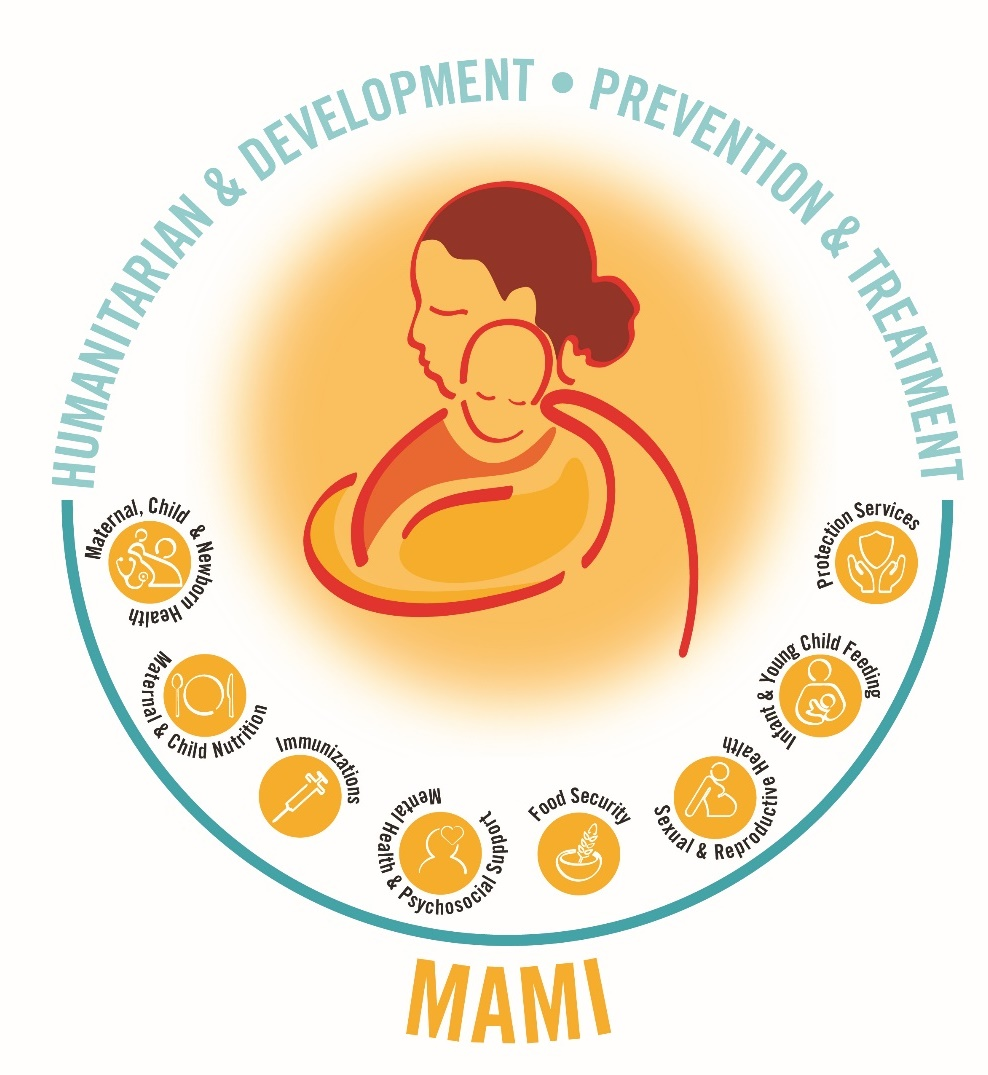 HUMANITARIAN & DEVELOPMENT • PREVENTION & TREATMENT
Maternal, Child & Newborn Health
Maternal & Child Nutrition
Immunizations
Mental Health & Psychosocial Support
Food Security
Sexual & Reproductive Health
Infant & Young Child Feeding
Protection Services
MAMI